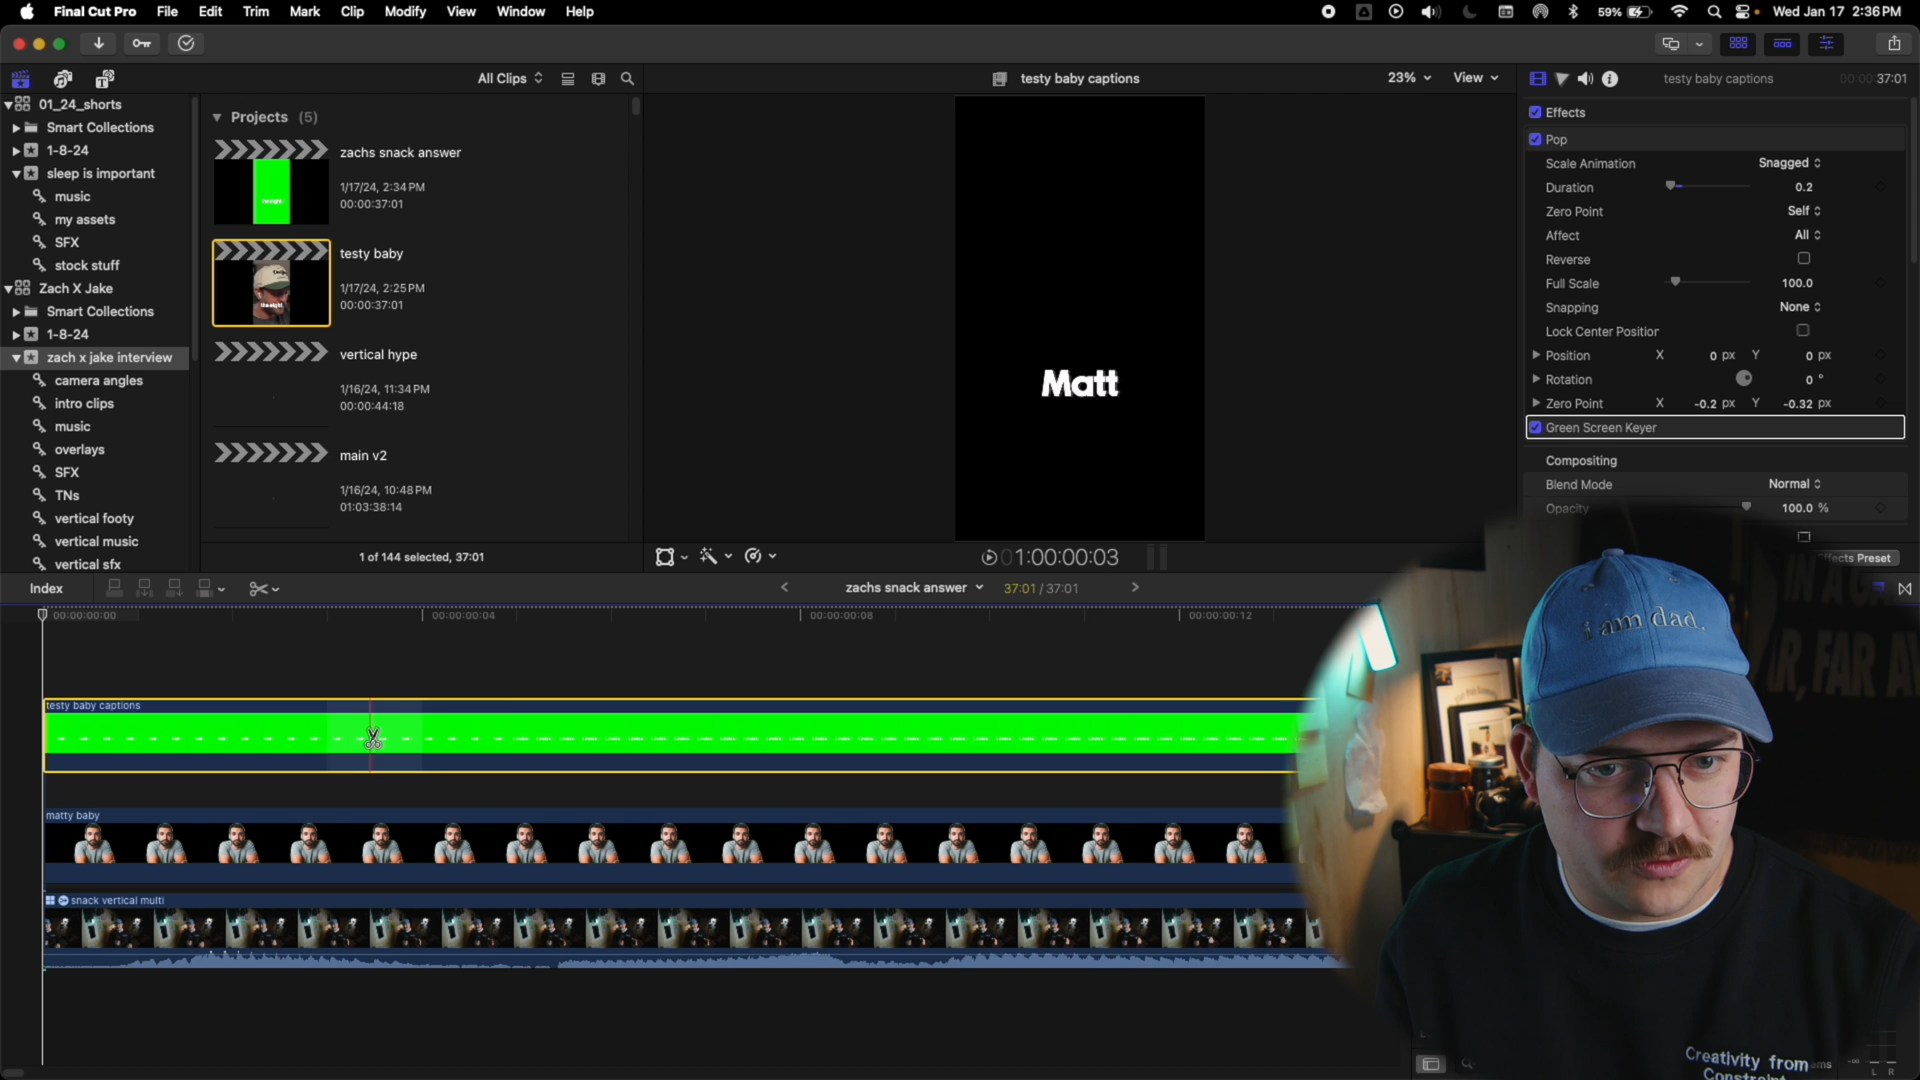 Final Cut Pro File Edit Trim Mark Clip Modify View Window Help 59% Wed Jan 17 2:36 PM
All Clips testy baby captions 23% View testy baby captions 00:00:37:01
01_24_shorts
Smart Collections
1-8-24
sleep is important
music
my assets
SFX
stock stuff
Zach X Jake
Smart Collections
1-8-24
zach x jake interview
camera angles
intro clips
music
overlays
SFX
TNs
vertical footy
vertical music
vertical sfx
Projects (5)
zachs snack answer
1/17/24, 2:34 PM
00:00:37:01
testy baby
1/17/24, 2:25 PM
00:00:37:01
vertical hype
1/16/24, 11:34 PM
00:00:44:18
main v2
1/16/24, 10:48 PM
01:03:38:14
1 of 144 selected, 37:01
Matt
01:00:00:03
Effects
Pop
Scale Animation Snagged
Duration 0.2
Zero Point Self
Affect All
Reverse
Full Scale 100.0
Snapping None
Lock Center Position
Position X 0 px Y 0 px
Rotation 0 °
Zero Point X -0.2 px Y -0.32 px
Green Screen Keyer
Compositing
Blend Mode Normal
Opacity 100.0 %
Effects Preset
Index zachs snack answer 37:01 / 37:01
00:00:00:00 00:00:00:04 00:00:00:08 00:00:00:12
testy baby captions
matty baby
snack vertical multi
i am dad.
IN A GA
AR, FAR A
Creativity from
Constraint
L R